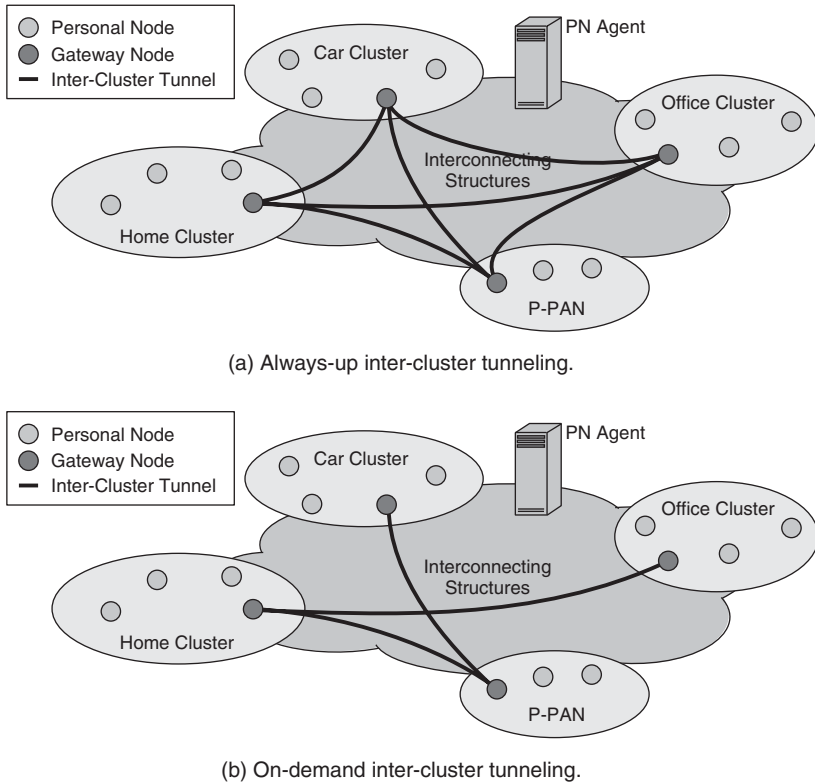 Personal Node
Gateway Node
Inter-Cluster Tunnel
PN Agent
Car Cluster
Office Cluster
Interconnecting
Structures
Home Cluster
P-PAN
(a) Always-up inter-cluster tunneling.
Personal Node
Gateway Node
Inter-Cluster Tunnel
PN Agent
Car Cluster
Office Cluster
Interconnecting
Structures
Home Cluster
P-PAN
(b) On-demand inter-cluster tunneling.